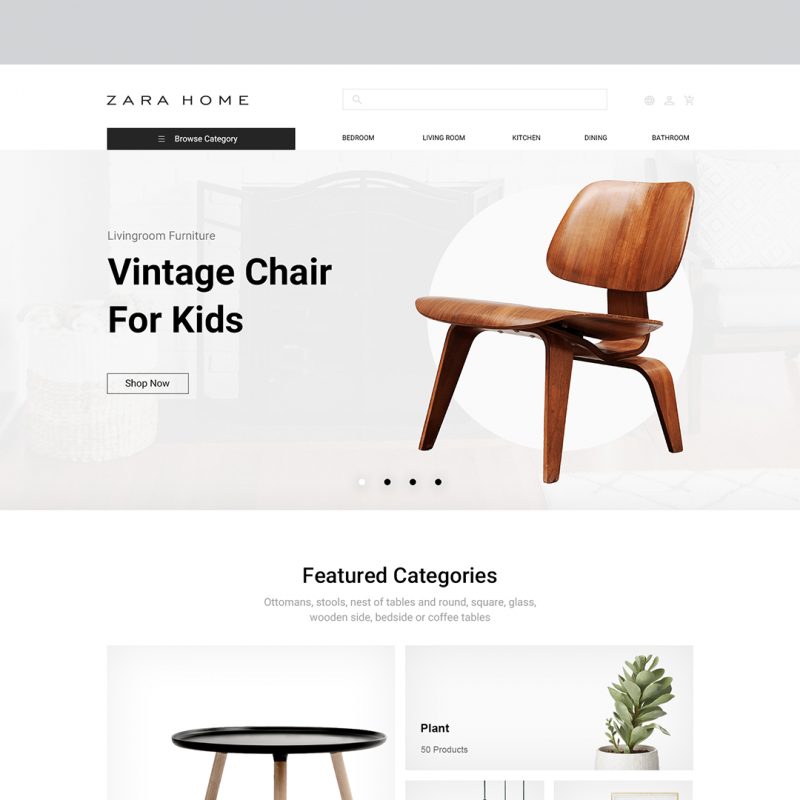 ZARA HOME
Browse Category
BEDROOM
LIVING ROOM
KITCHEN
DINING
BATHROOM
Livingroom Furniture
Vintage Chair
For Kids
Shop Now
Featured Categories
Ottomans, stools, nest of tables and round, square, glass,
wooden side, bedside or coffee tables
Plant
50 Products